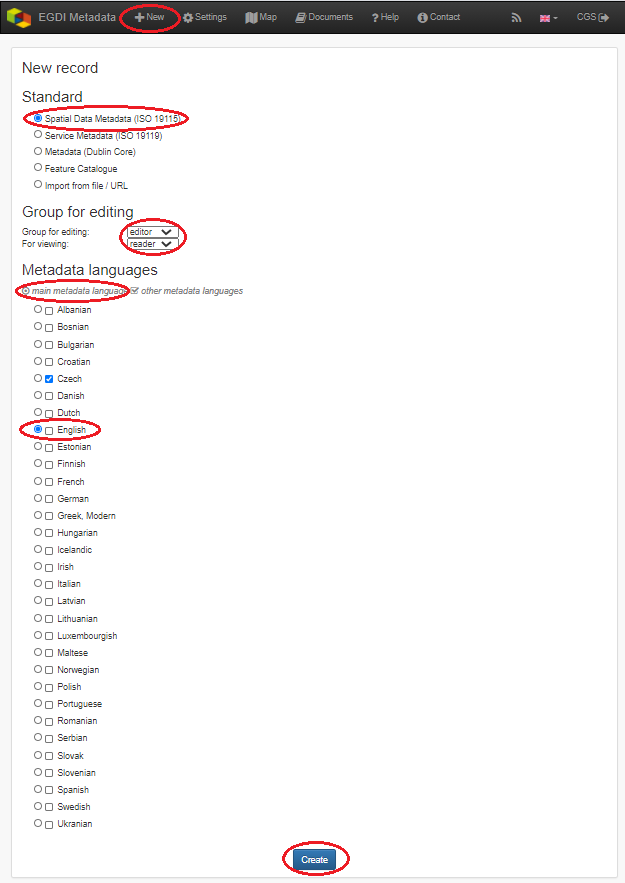 EGDI Metadata New Settings Map Documents ? Help Contact CGS
New record
Standard
Spatial Data Metadata (ISO 19115)
Service Metadata (ISO 19119)
Metadata (Dublin Core)
Feature Catalogue
Import from file / URL
Group for editing
Group for editing: editor
For viewing: reader
Metadata languages
main metadata language other metadata languages
Albanian
Bosnian
Bulgarian
Croatian
Czech
Danish
Dutch
English
Estonian
Finnish
French
German
Greek, Modern
Hungarian
Icelandic
Irish
Italian
Latvian
Lithuanian
Luxembourgish
Maltese
Norwegian
Polish
Portuguese
Romanian
Serbian
Slovak
Slovenian
Spanish
Swedish
Ukranian
Create